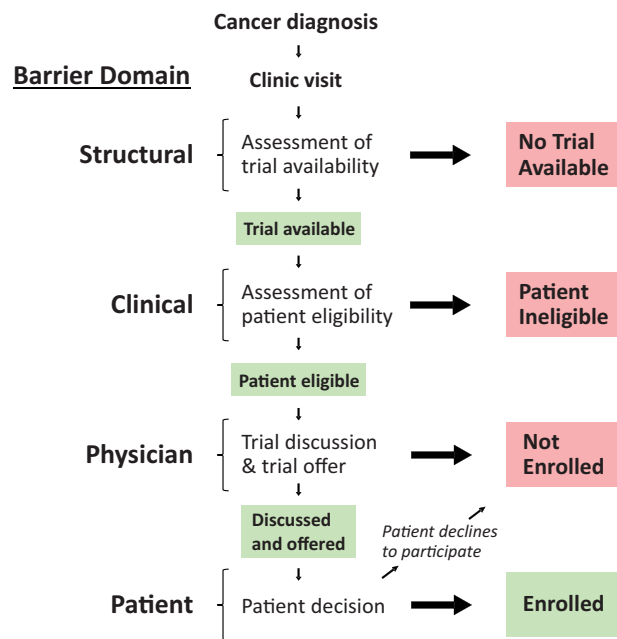 Cancer diagnosis
Barrier Domain
Clinic visit
Structural
Assessment of
trial availability
No Trial
Available
Trial available
Clinical
Assessment of
patient eligibility
Patient
Ineligible
Patient eligible
Physician
Trial discussion
& trial offer
Not
Enrolled
Discussed
and offered
Patient declines
to participate
Patient
Patient decision
Enrolled